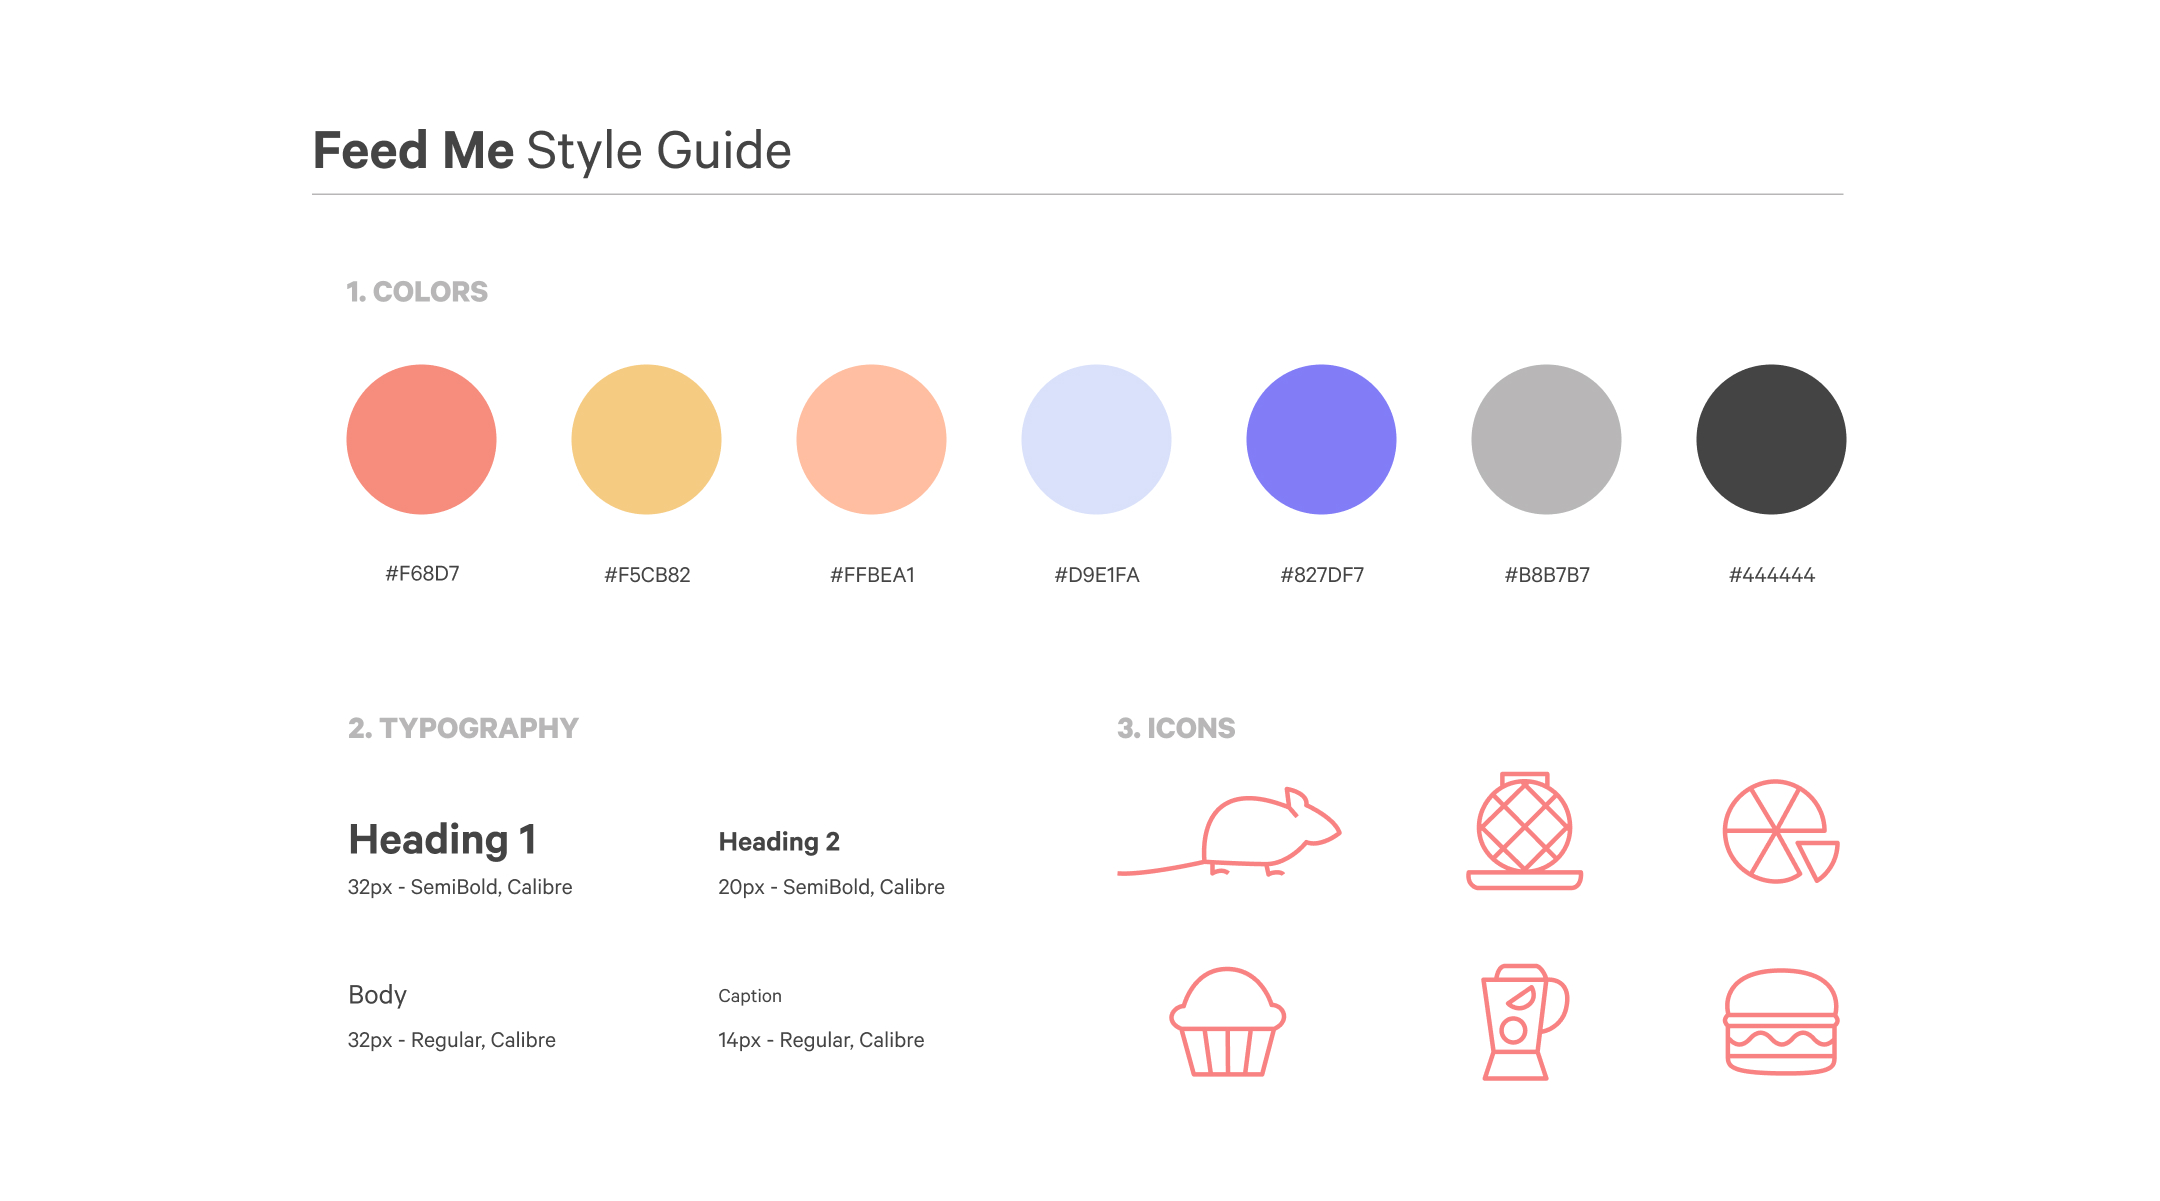 Feed Me Style Guide
1. COLORS
#F68D7
#F5CB82
#FFBEA1
#D9E1FA
#827DF7
#B8B7B7
#444444
2. TYPOGRAPHY
Heading 1
32px - SemiBold, Calibre
Heading 2
20px - SemiBold, Calibre
Body
32px - Regular, Calibre
Caption
14px - Regular, Calibre
3. ICONS